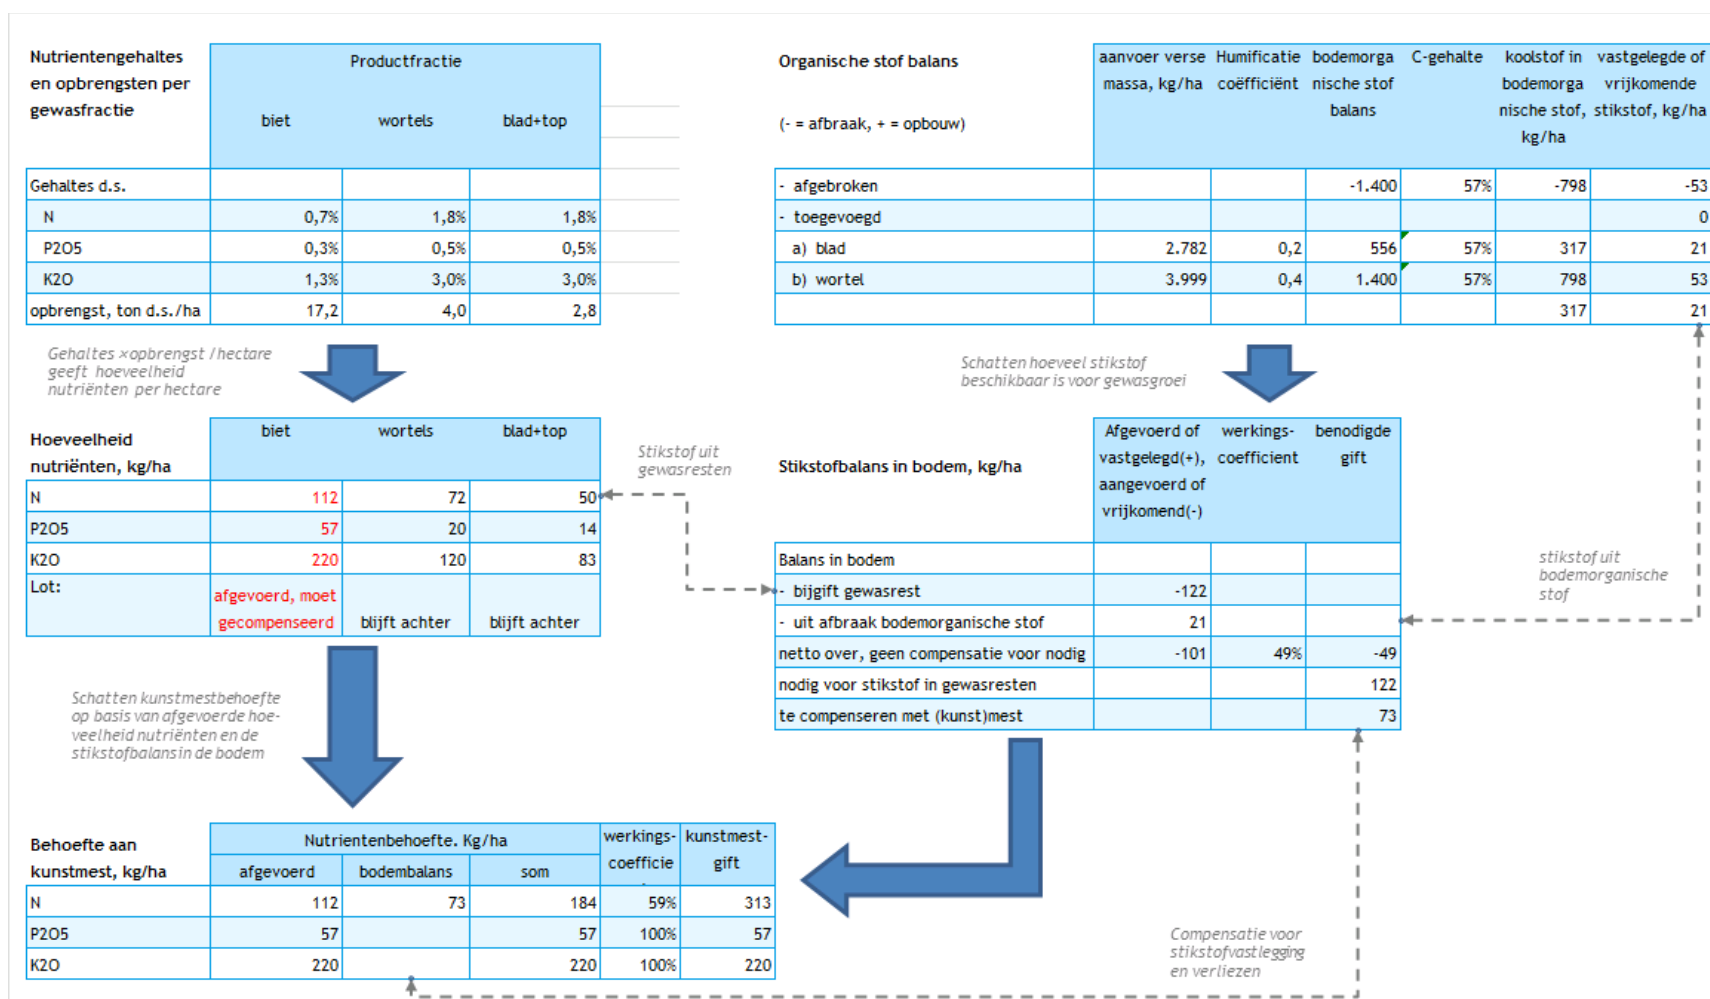 Nutrientengehaltes
en opbrengsten per
gewasfractie
Productfractie
biet wortels blad+top
Gehaltes d.s.
N 0,7% 1,8% 1,8%
P2O5 0,3% 0,5% 0,5%
K2O 1,3% 3,0% 3,0%
opbrengst, ton d.s./ha 17,2 4,0 2,8
Organische stof balans
(- = afbraak, + = opbouw)
aanvoer verse
massa, kg/ha
Humificatie
coëfficiënt
bodemorga
nische stof
balans
C-gehalte
koolstof in
bodemorga
nische stof,
kg/ha
vastgelegde of
vrijkomende
stikstof, kg/ha
- afgebroken -1.400 57% -798 -53
- toegevoegd 0
a) blad 2.782 0,2 556 57% 317 21
b) wortel 3.999 0,4 1.400 57% 798 53
317 21
Gehaltes ×opbrengst /hectare
geeft hoeveelheid
nutriënten per hectare
Schatten hoeveel stikstof
beschikbaar is voor gewasgroei
Hoeveelheid
nutriënten, kg/ha
biet wortels blad+top
N 112 72 50
P2O5 57 20 14
K2O 220 120 83
Lot:
afgevoerd, moet
gecompenseerd
blijft achter blijft achter
Stikstof uit
gewasresten
Stikstofbalans in bodem, kg/ha
Afgevoerd of
vastgelegd(+),
aangevoerd of
vrijkomend(-)
werkings-
coefficient
benodigde
gift
Balans in bodem
- bijgift gewasrest -122
- uit afbraak bodemorganische stof 21
netto over, geen compensatie voor nodig -101 49% -49
nodig voor stikstof in gewasresten 122
te compenseren met (kunst)mest 73
stikstof uit
bodemorganische
stof
Schatten kunstmestbehoefte
op basis van afgevoerde hoe-
veelheid nutriënten en de
stikstofbalans in de bodem
Behoefte aan
kunstmest, kg/ha
Nutrientenbehoefte. Kg/ha
afgevoerd bodembalans som
werkings-
coefficie
kunstmest-
gift
N 112 73 184 59% 313
P2O5 57 57 100% 57
K2O 220 220 100% 220
Compensatie voor
stikstofvastlegging
en verliezen